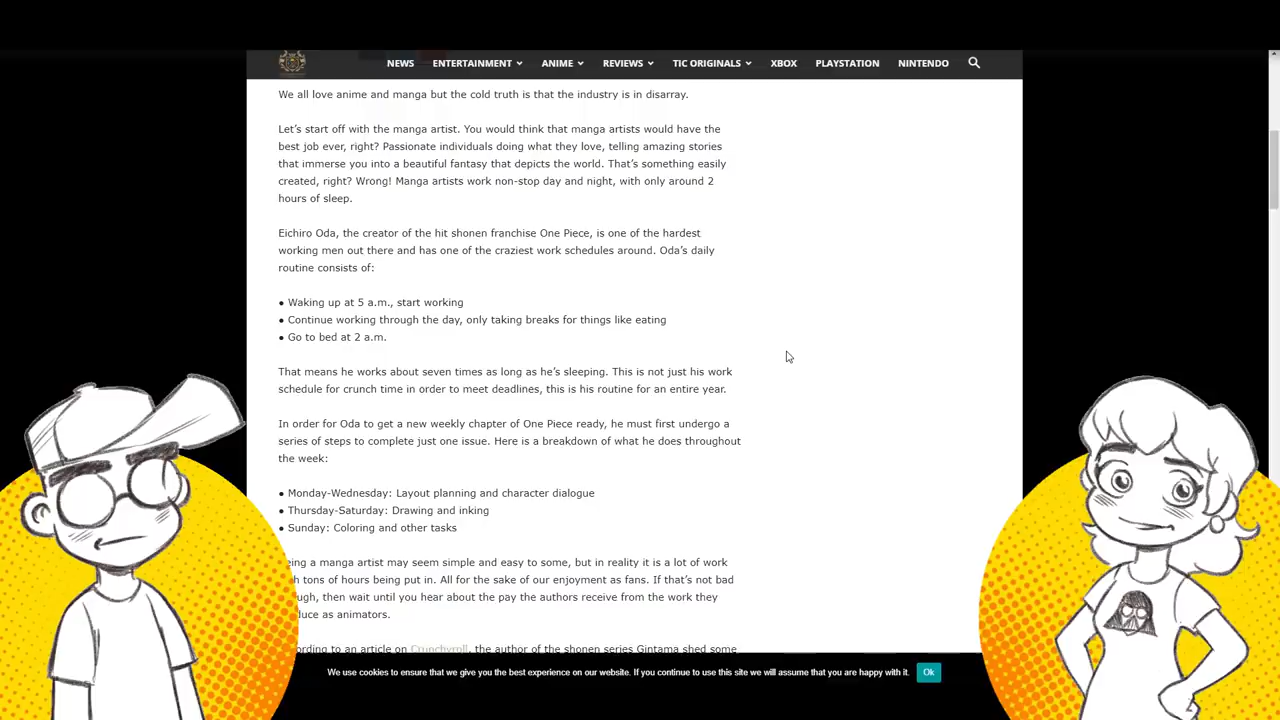 NEWS ENTERTAINMENT ANIME REVIEWS TIC ORIGINALS XBOX PLAYSTATION NINTENDO
We all love anime and manga but the cold truth is that the industry is in disarray.
Let's start off with the manga artist. You would think that manga artists would have the
best job ever, right? Passionate individuals doing what they love, telling amazing stories
that immerse you into a beautiful fantasy that depicts the world. That's something easily
created, right? Wrong! Manga artists work non-stop day and night, with only around 2
hours of sleep.
Eichiro Oda, the creator of the hit shonen franchise One Piece, is one of the hardest
working men out there and has one of the craziest work schedules around. Oda's daily
routine consists of:
● Waking up at 5 a.m., start working
● Continue working through the day, only taking breaks for things like eating
● Go to bed at 2 a.m.
That means he works about seven times as long as he's sleeping. This is not just his work
schedule for crunch time in order to meet deadlines, this is his routine for an entire year.
In order for Oda to get a new weekly chapter of One Piece ready, he must first undergo a
series of steps to complete just one issue. Here is a breakdown of what he does throughout
the week:
● Monday-Wednesday: Layout planning and character dialogue
● Thursday-Saturday: Drawing and inking
● Sunday: Coloring and other tasks
eing a manga artist may seem simple and easy to some, but in reality it is a lot of work
h tons of hours being put in. All for the sake of our enjoyment as fans. If that's not bad
ugh, then wait until you hear about the pay the authors receive from the work they
duce as animators.
ording to an article on Crunchyroll, the author of the shonen series Gintama shed some
We use cookies to ensure that we give you the best experience on our website. If you continue to use this site we will assume that you are happy with it. Ok